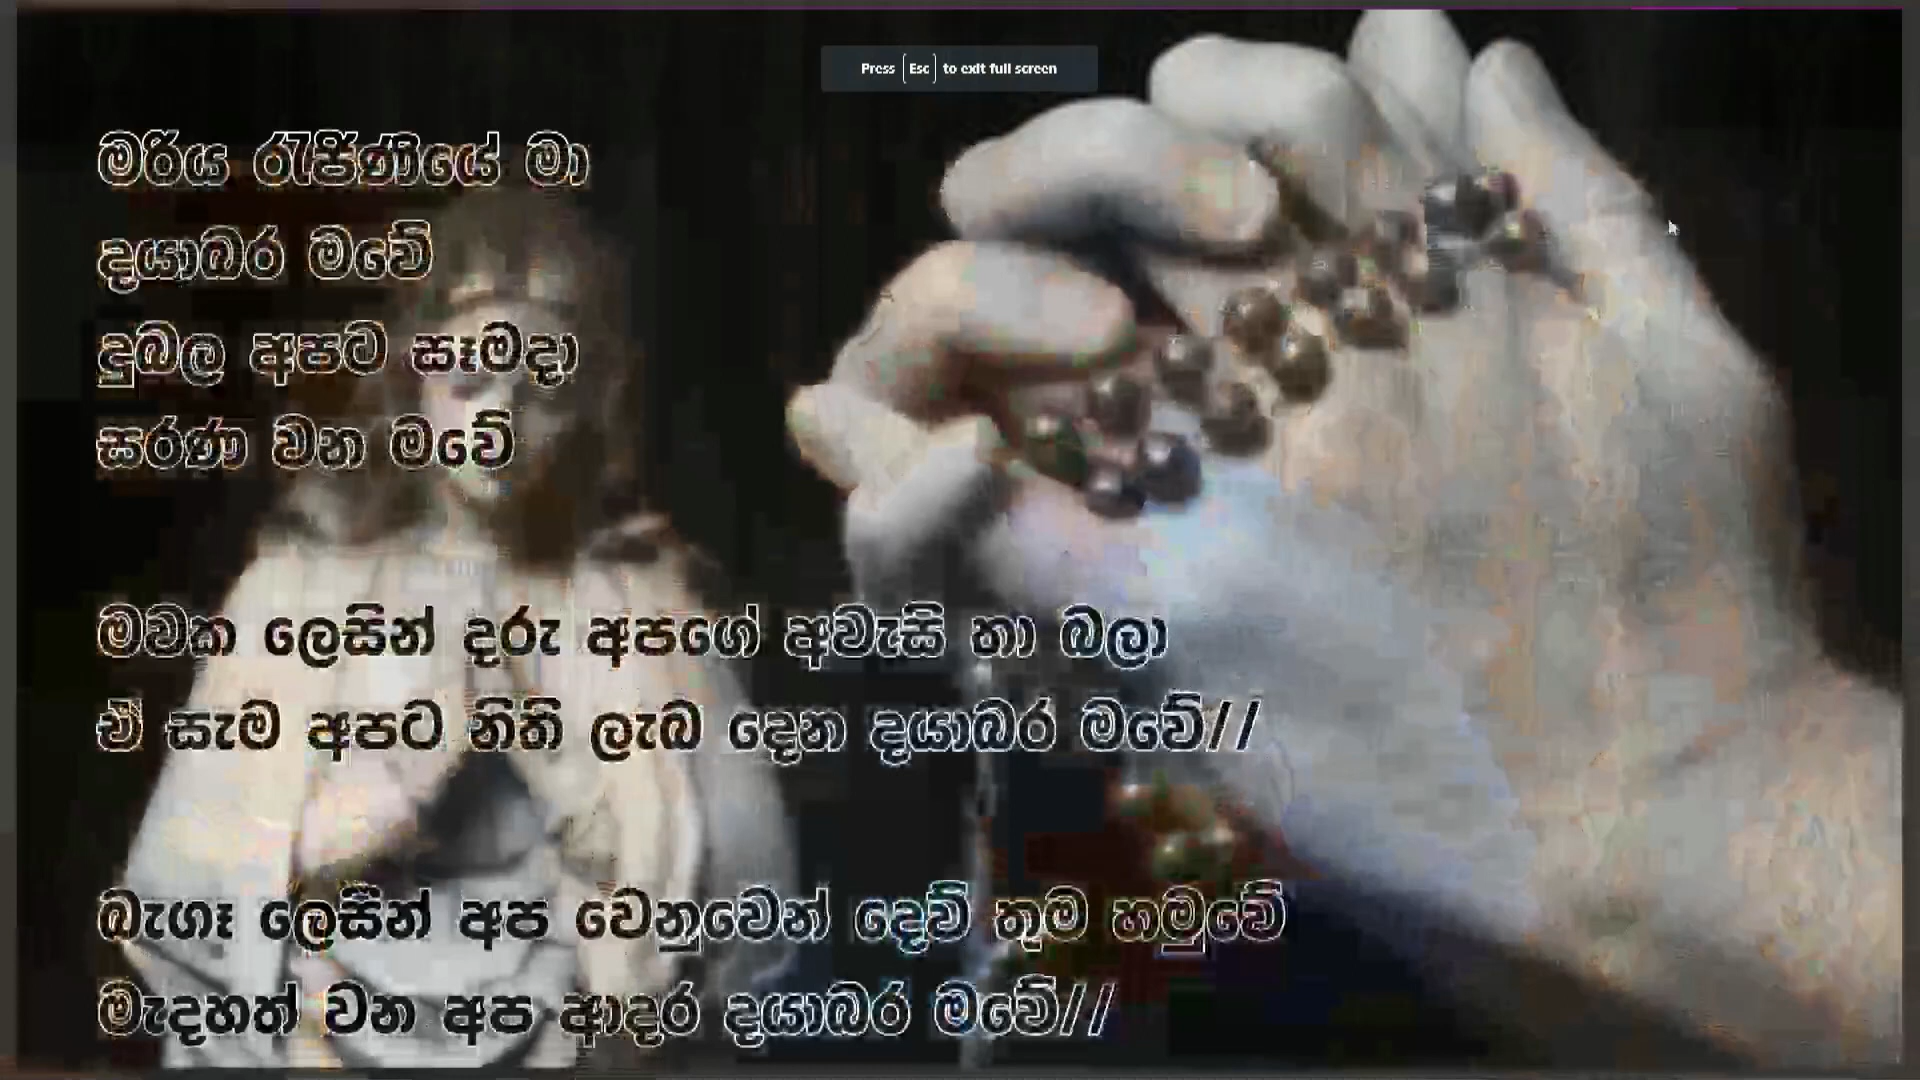 Press Esc to exit full screen
මරිය රැජිණියේ මා
දයාබර මවේ
දුබල අපට සෑමදා
සරණ වන මවේ
මවක ලෙසින් දරු අපගේ අවැසි තා බලා
ඒ සැම අපට නිති ලැබ දෙන දයාබර මවේ//
බැගෑ ලෙසින් අප වෙනුවෙන් දෙව් තුම හමුවේ
මැදහත් වන අප ආදර දයාබර මවේ//